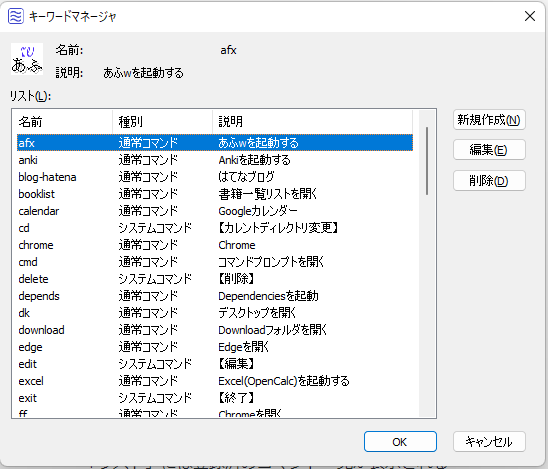 キーワードマネージャ
名前: afx
あふ
説明: あふwを起動する
リスト(L):
名前 種別 説明
afx 通常コマンド あふwを起動する
anki 通常コマンド Ankiを起動する
blog-hatena 通常コマンド はてなブログ
booklist 通常コマンド 書籍一覧リストを開く
calendar 通常コマンド Googleカレンダー
cd システムコマンド 【カレントディレクトリ変更】
chrome 通常コマンド Chrome
cmd 通常コマンド コマンドプロンプトを開く
delete システムコマンド 【削除】
depends 通常コマンド Dependenciesを起動
dk 通常コマンド デスクトップを開く
download 通常コマンド Downloadフォルダを開く
edge 通常コマンド Edgeを開く
edit システムコマンド 【編集】
excel 通常コマンド Excel(OpenCalc)を起動する
exit システムコマンド 【終了】
ff 通常コマンド Chromeを開く
新規作成(N)
編集(E)
削除(D)
OK キャンセル